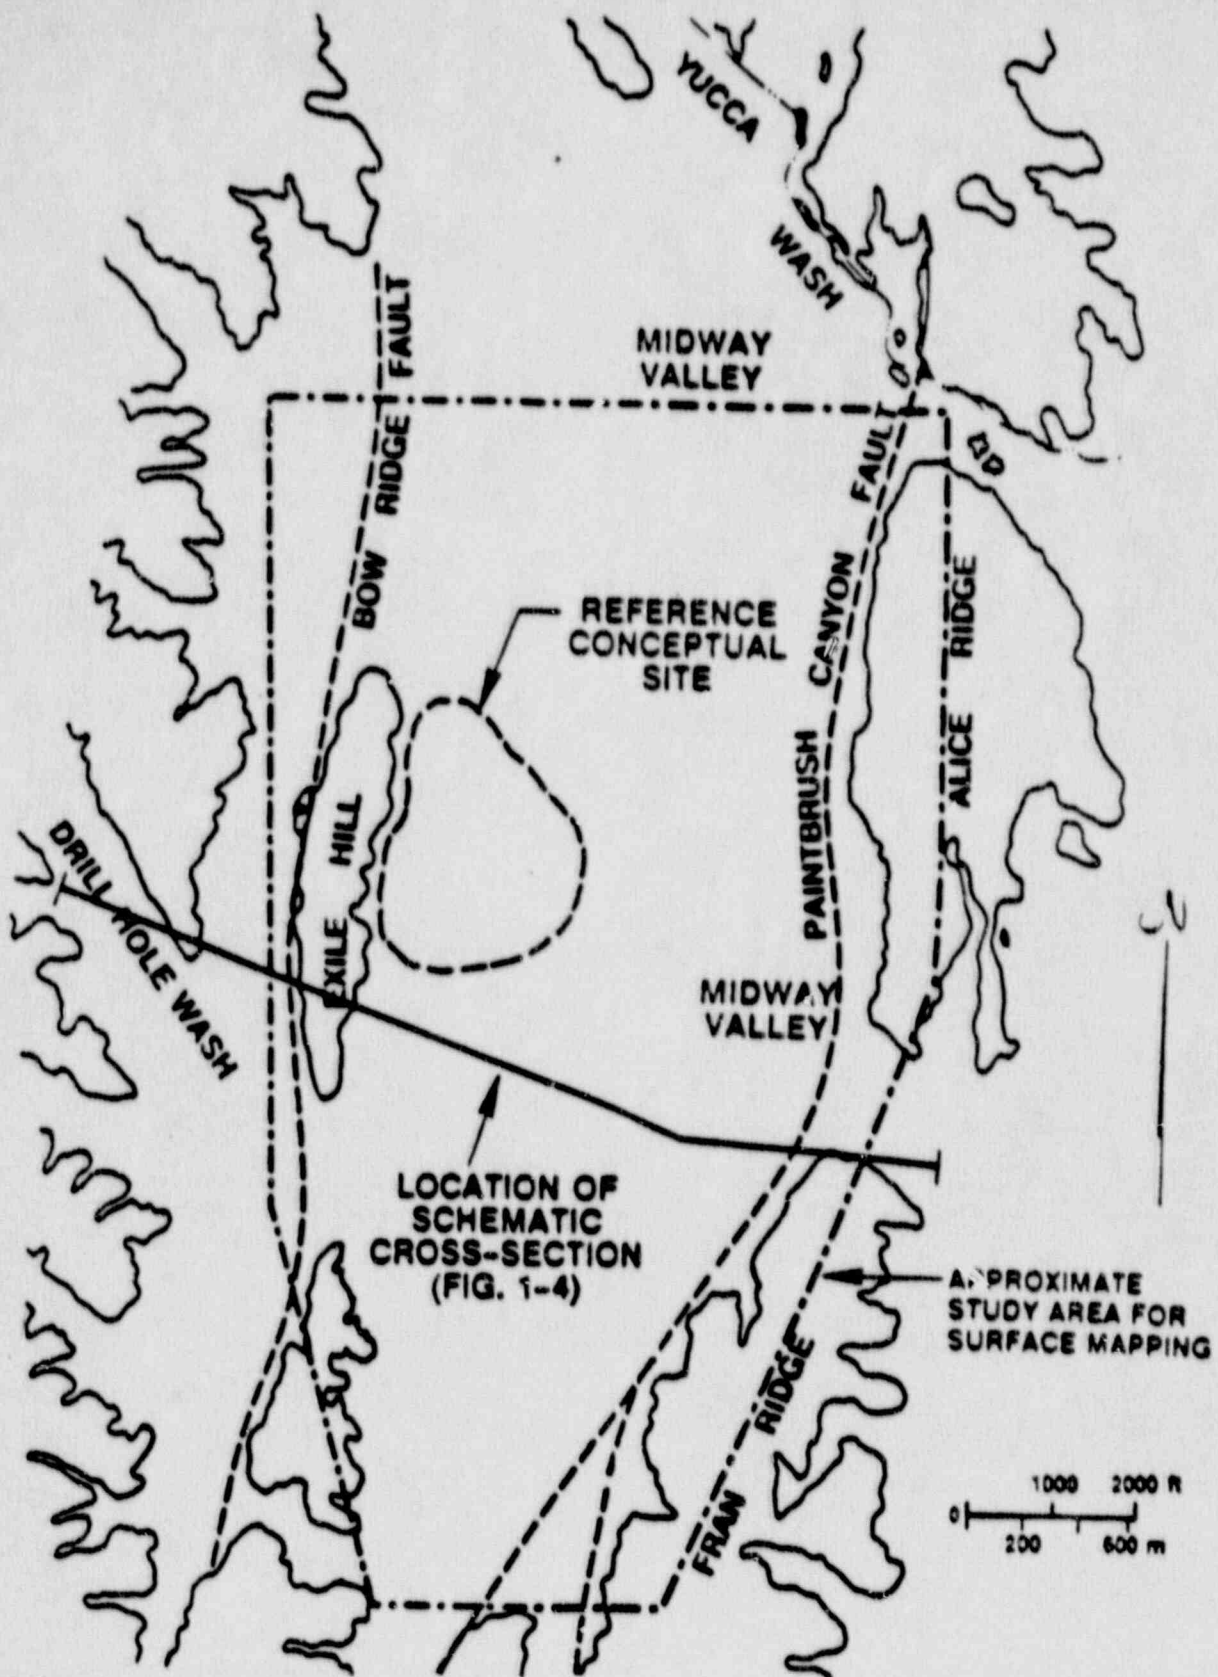 YUCCA
WASH
MIDWAY
VALLEY
BOW RIDGE FAULT
PAINTBRUSH CANYON FAULT
ALICE RIDGE
REFERENCE
CONCEPTUAL
SITE
EXILE HILL
DRILL HOLE WASH
MIDWAY
VALLEY
N
LOCATION OF
SCHEMATIC
CROSS-SECTION
(FIG. 1-4)
APPROXIMATE
STUDY AREA FOR
SURFACE MAPPING
FRAN RIDGE
1000 2000 ft
0
200 600 m